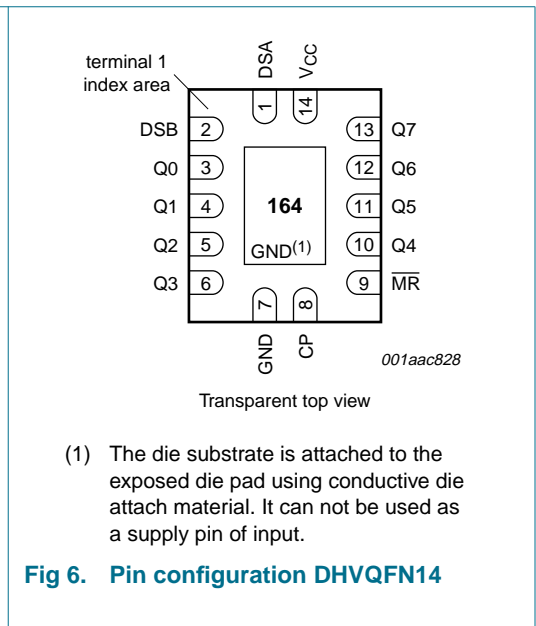 terminal 1
index area
DSA
VCC
1
14
DSB 2
13 Q7
Q0 3
12 Q6
Q1 4
164
11 Q5
Q2 5
GND(1)
10 Q4
Q3 6
9 MR
7
8
GND
CP
001aac828
Transparent top view
(1) The die substrate is attached to the
exposed die pad using conductive die
attach material. It can not be used as
a supply pin of input.
Fig 6. Pin configuration DHVQFN14